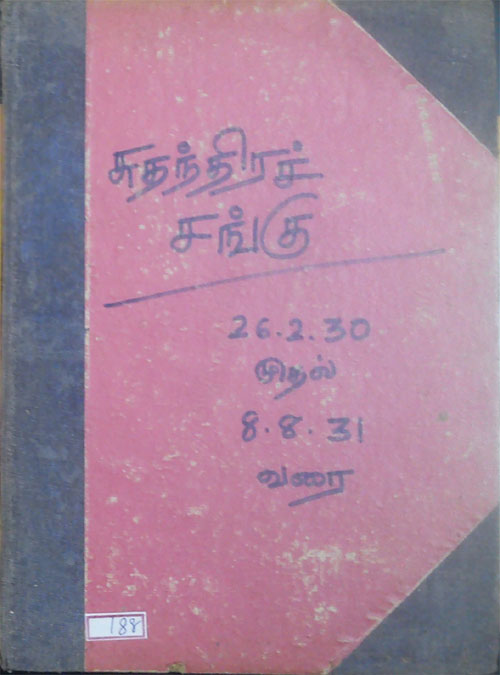 சுதந்திரச்
சங்கு
26.2.30
முதல்
8.8.31
வரை
188